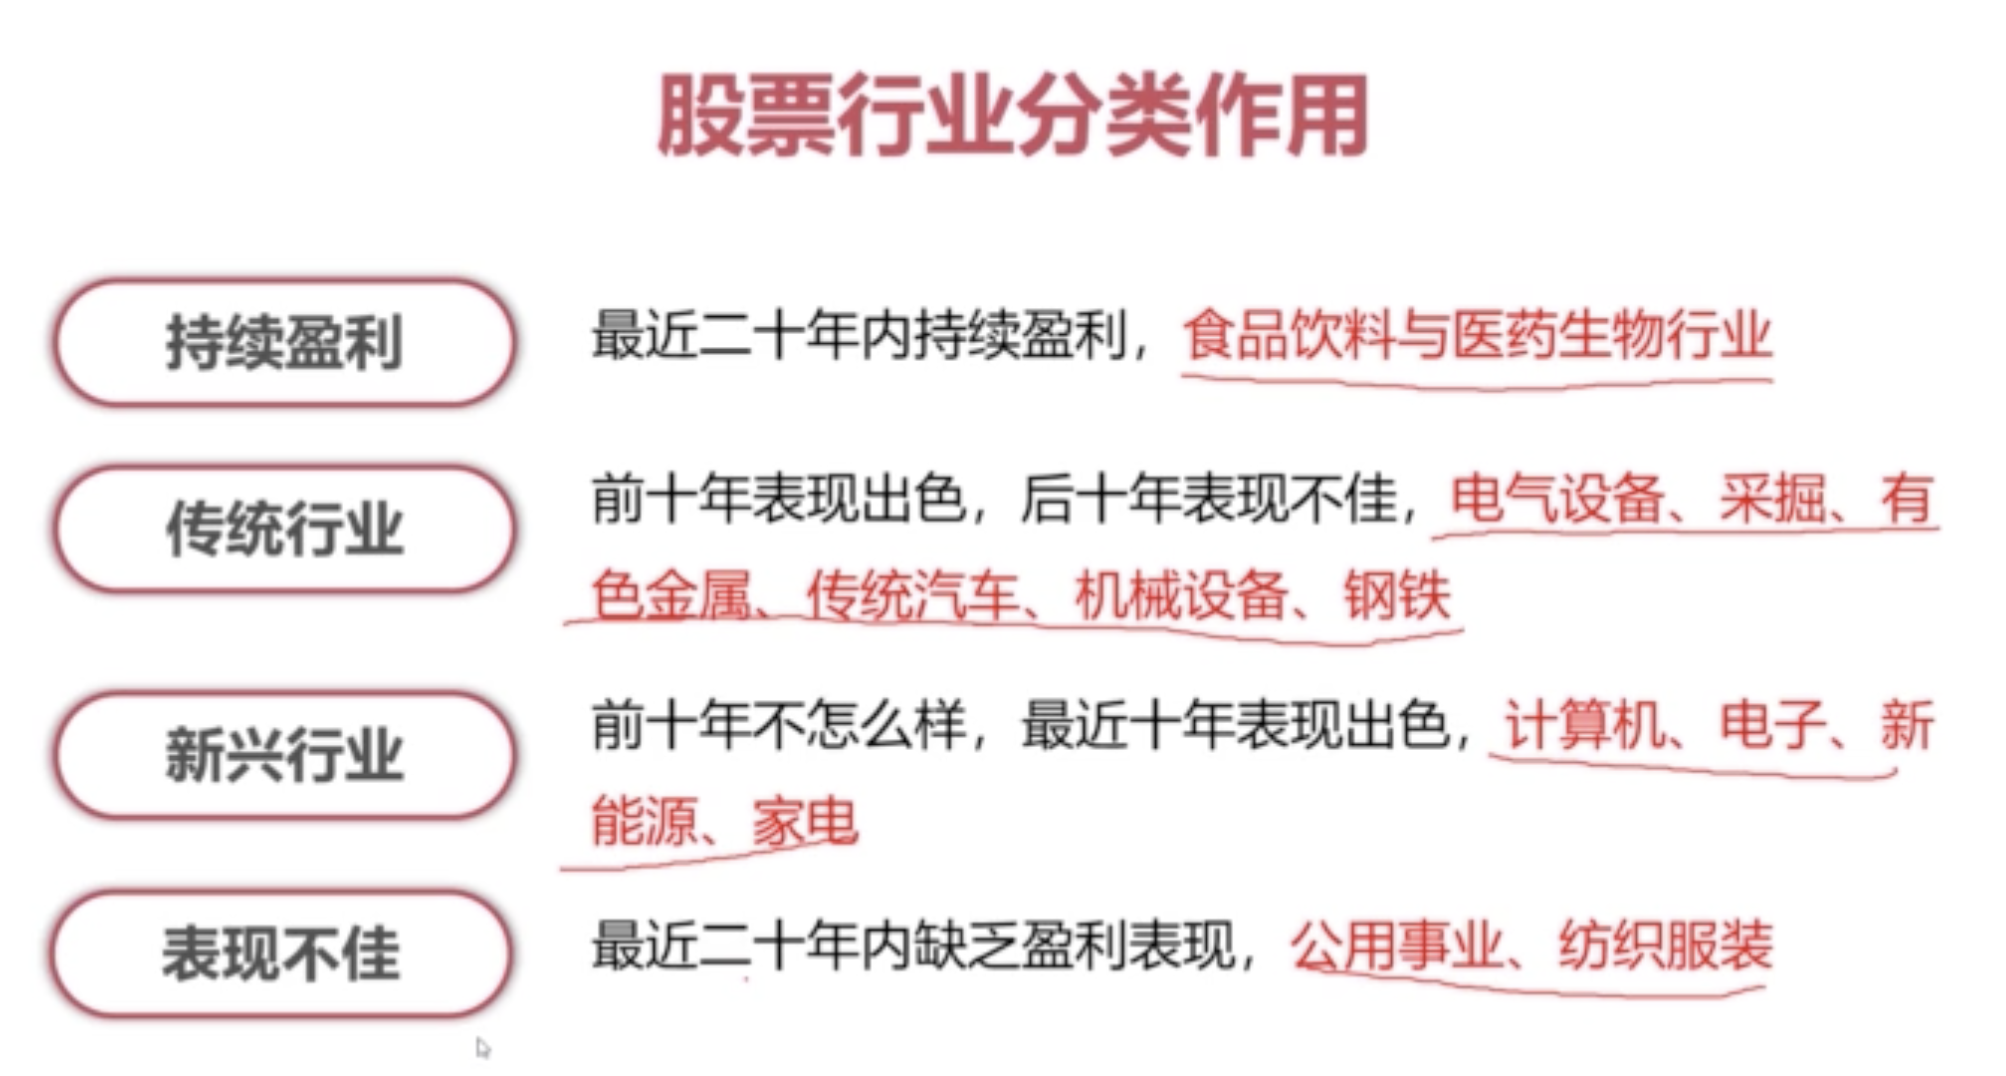 股票行业分类作用
持续盈利
最近二十年内持续盈利，食品饮料与医药生物行业
传统行业
前十年表现出色，后十年表现不佳，电气设备、采掘、有
色金属、传统汽车、机械设备、钢铁
新兴行业
前十年不怎么样，最近十年表现出色，计算机、电子、新
能源、家电
表现不佳
最近二十年内缺乏盈利表现，公用事业、纺织服装